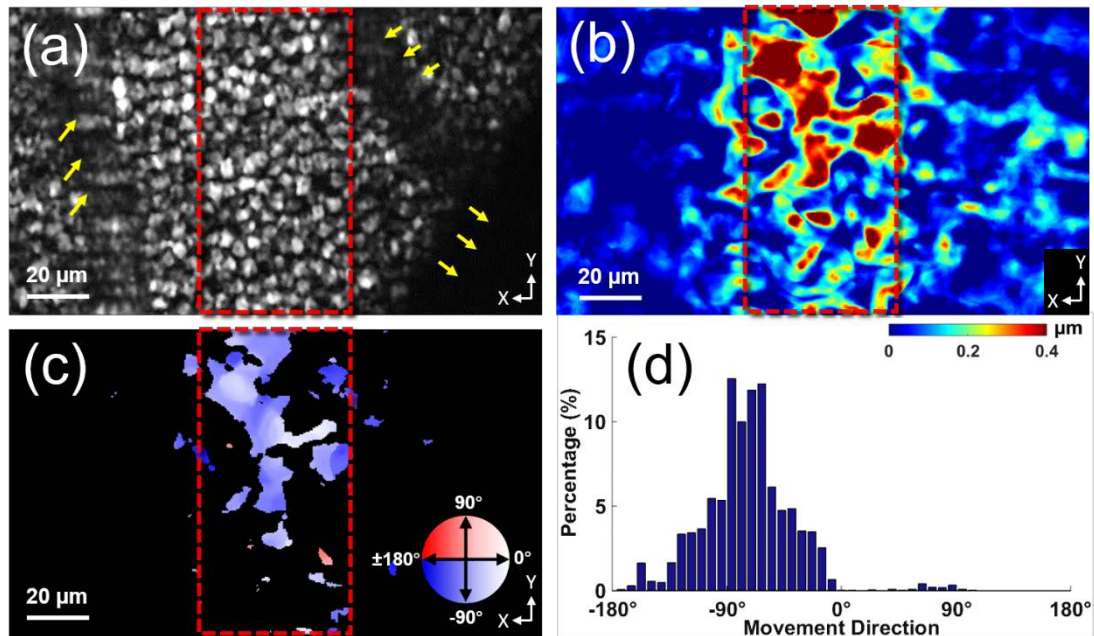 (a)
20 µm
Y
X
(b)
20 µm
Y
X
(c)
90°
±180°
0°
-90°
20 µm
Y
X
(d)
µm
0 0.2 0.4
15
10
5
0
Percentage (%)
-180° -90° 0° 90° 180°
Movement Direction